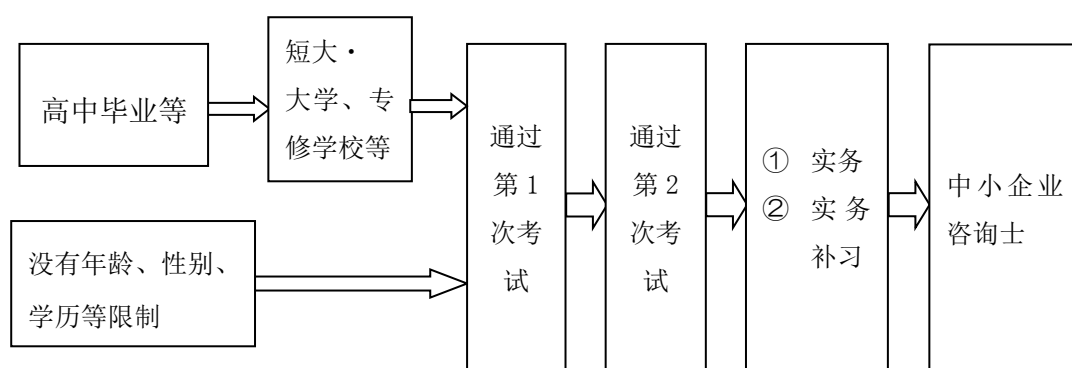 高中毕业等
短大·
大学、专
修学校等
没有年龄、性别、
学历等限制
通过
第 1
次考
试
通过
第 2
次考
试
① 实务
② 实务
补习
中小企业
咨询士